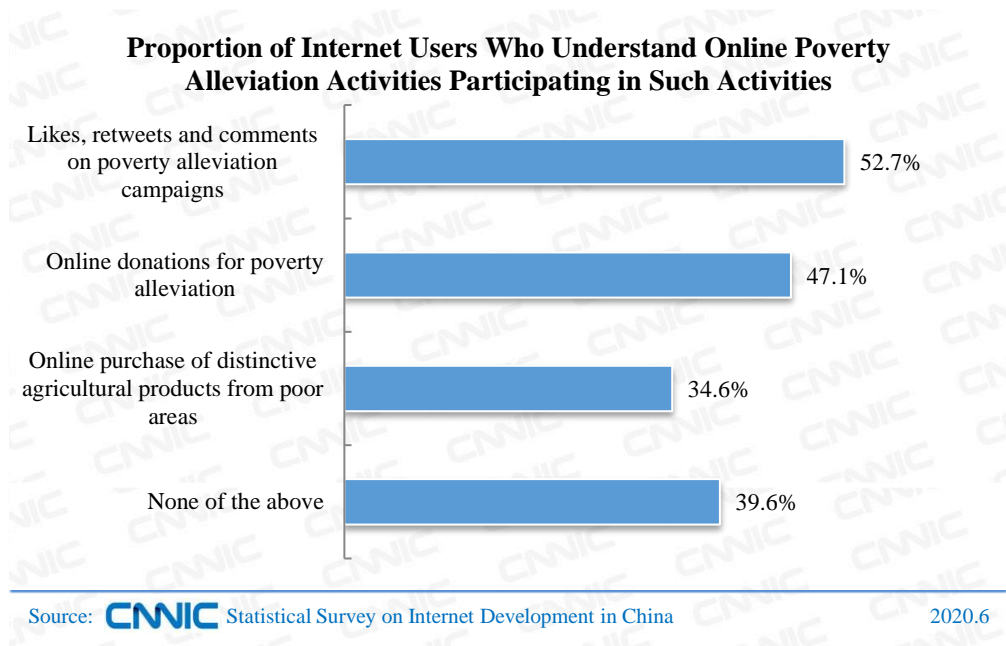 Proportion of Internet Users Who Understand Online Poverty
Alleviation Activities Participating in Such Activities
Likes, retweets and comments
on poverty alleviation
campaigns
52.7%
Online donations for poverty
alleviation
47.1%
Online purchase of distinctive
agricultural products from poor
areas
34.6%
None of the above
39.6%
Source: CNNIC Statistical Survey on Internet Development in China 2020.6